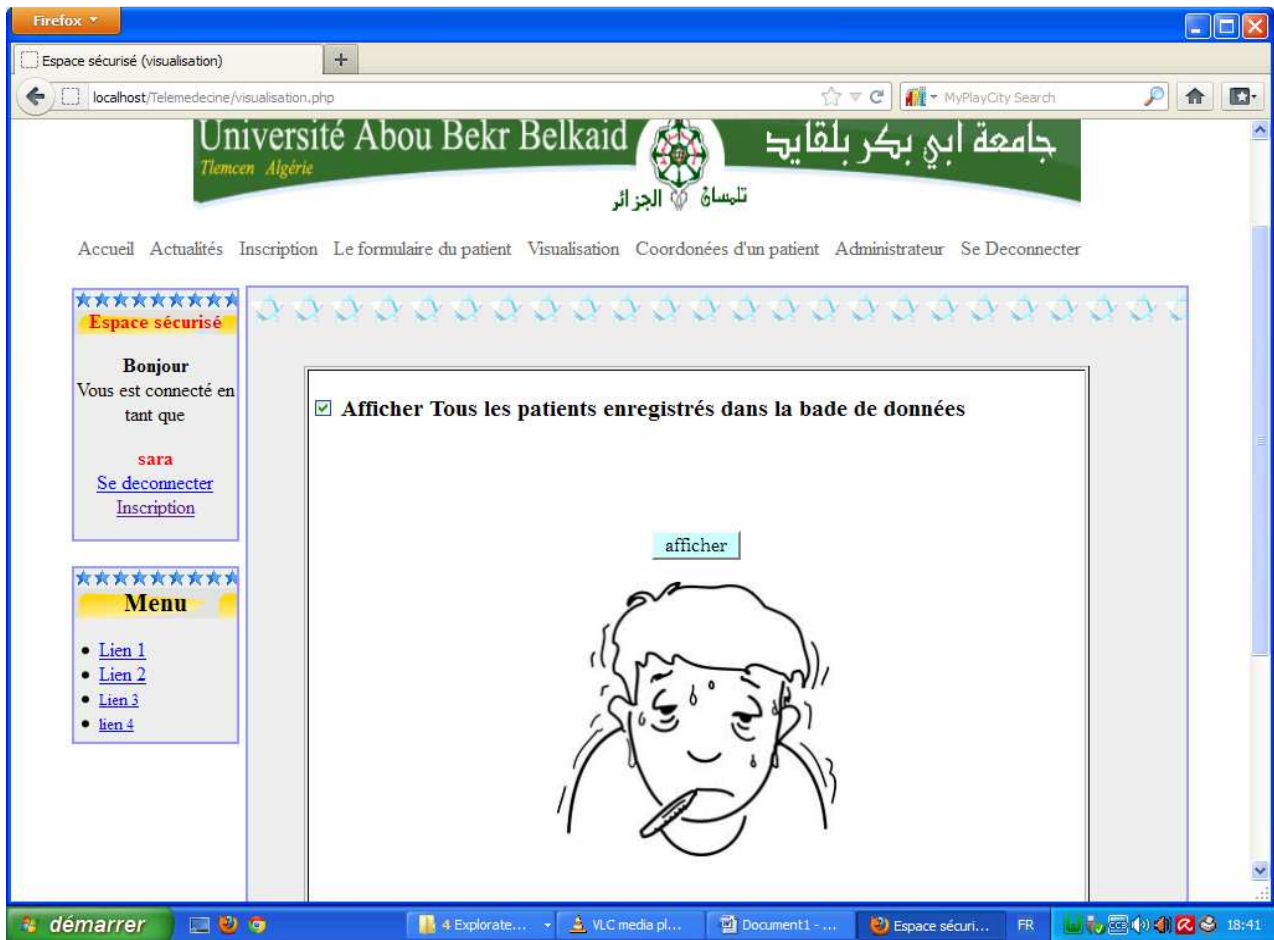 Firefox
Espace sécurisé (visualisation)
localhost/Telemedecine/visualisation.php
MyPlayCity Search
Université Abou Bekr Belkaid
جامعة أبي بكر بلقايد
Tlemcen Algérie
تلمسان الجزائر
Accueil Actualités Inscription Le formulaire du patient Visualisation Coordonées d'un patient Administrateur Se Deconnecter
Espace sécurisé
Bonjour
Vous est connecté en
tant que
sara
Se deconnecter
Inscription
Menu
Lien 1
Lien 2
Lien 3
lien 4
Afficher Tous les patients enregistrés dans la bade de données
afficher
démarrer
4 Explorate...
VLC media pl...
Document1 - ...
Espace sécuri...
FR
18:41